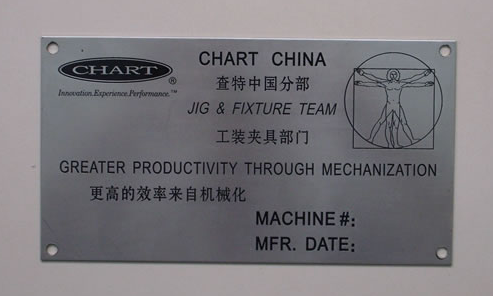 CHART
®
Innovation.Experience.Performance.™
CHART CHINA
查特中国分部
JIG & FIXTURE TEAM
工装夹具部门
GREATER PRODUCTIVITY THROUGH MECHANIZATION
更高的效率来自机械化
MACHINE#:
MFR. DATE: